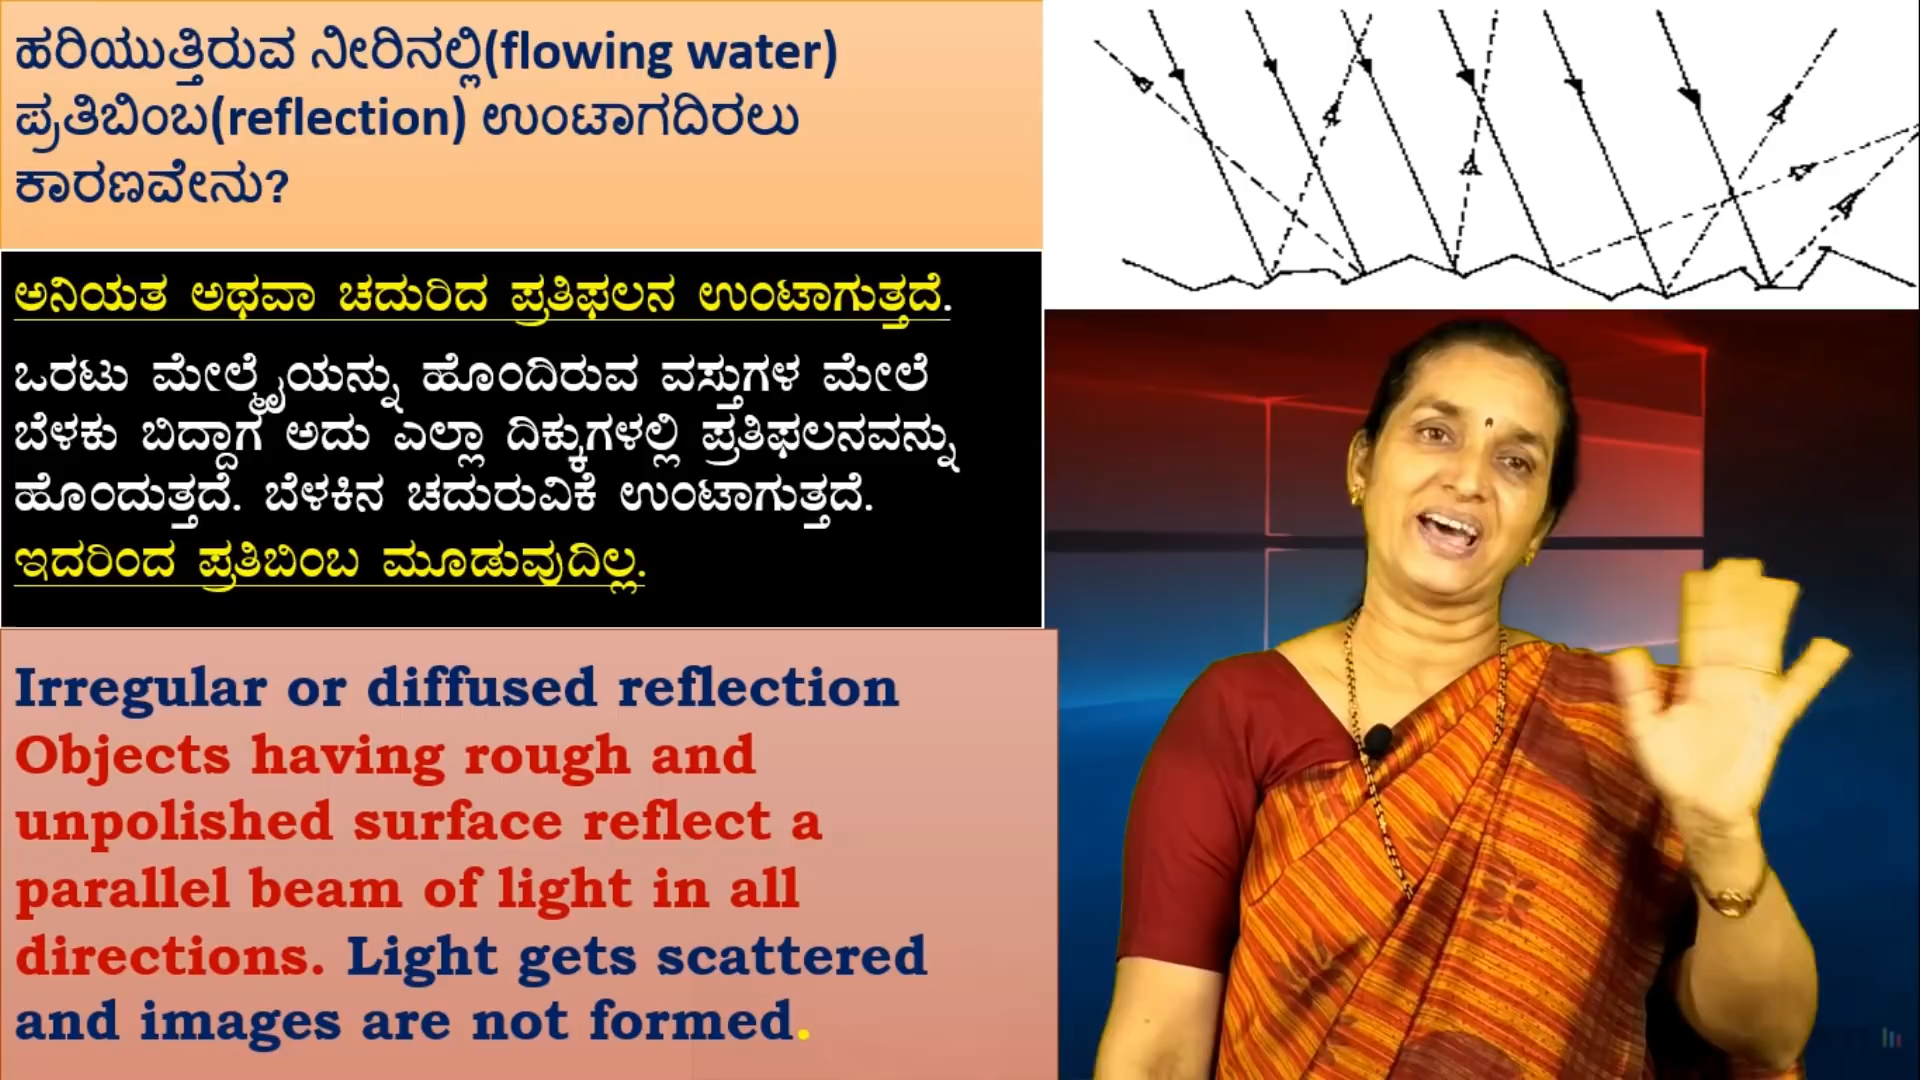 ಹರಿಯುತ್ತಿರುವ ನೀರಿನಲ್ಲಿ(flowing water)
ಪ್ರತಿಬಿಂಬ(reflection) ಉಂಟಾಗದಿರಲು
ಕಾರಣವೇನು?
ಅನಿಯತ ಅಥವಾ ಚದುರಿದ ಪ್ರತಿಫಲನ ಉಂಟಾಗುತ್ತದೆ.
ಒರಟು ಮೇಲ್ಮೈಯನ್ನು ಹೊಂದಿರುವ ವಸ್ತುಗಳ ಮೇಲೆ
ಬೆಳಕು ಬಿದ್ದಾಗ ಅದು ಎಲ್ಲಾ ದಿಕ್ಕುಗಳಲ್ಲಿ ಪ್ರತಿಫಲನವನ್ನು
ಹೊಂದುತ್ತದೆ. ಬೆಳಕಿನ ಚದುರುವಿಕೆ ಉಂಟಾಗುತ್ತದೆ.
ಇದರಿಂದ ಪ್ರತಿಬಿಂಬ ಮೂಡುವುದಿಲ್ಲ.
Irregular or diffused reflection
Objects having rough and
unpolished surface reflect a
parallel beam of light in all
directions. Light gets scattered
and images are not formed.